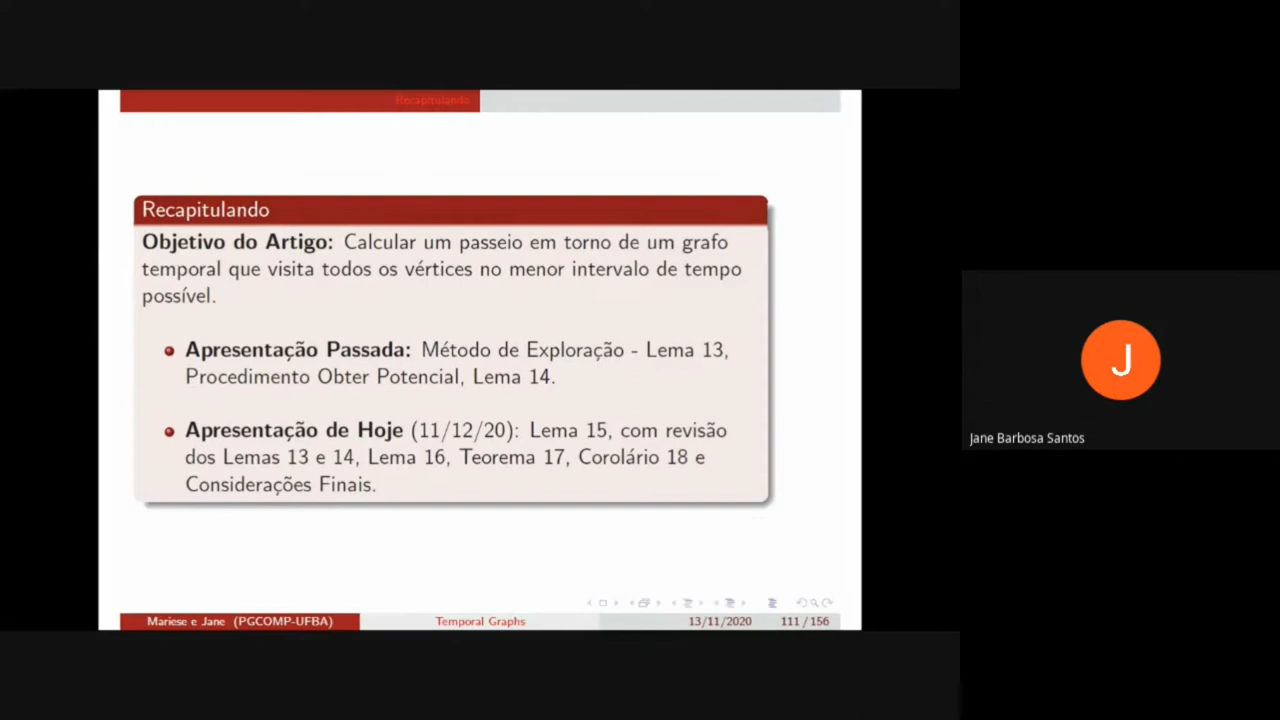 Recapitulando
Recapitulando
Objetivo do Artigo: Calcular um passeio em torno de um grafo
temporal que visita todos os vértices no menor intervalo de tempo
possível.
Apresentação Passada: Método de Exploração - Lema 13,
Procedimento Obter Potencial, Lema 14.
Apresentação de Hoje (11/12/20): Lema 15, com revisão
dos Lemas 13 e 14, Lema 16, Teorema 17, Corolário 18 e
Considerações Finais.
Mariese e Jane (PGCOMP-UFBA) Temporal Graphs 13/11/2020 111 / 156
J
Jane Barbosa Santos